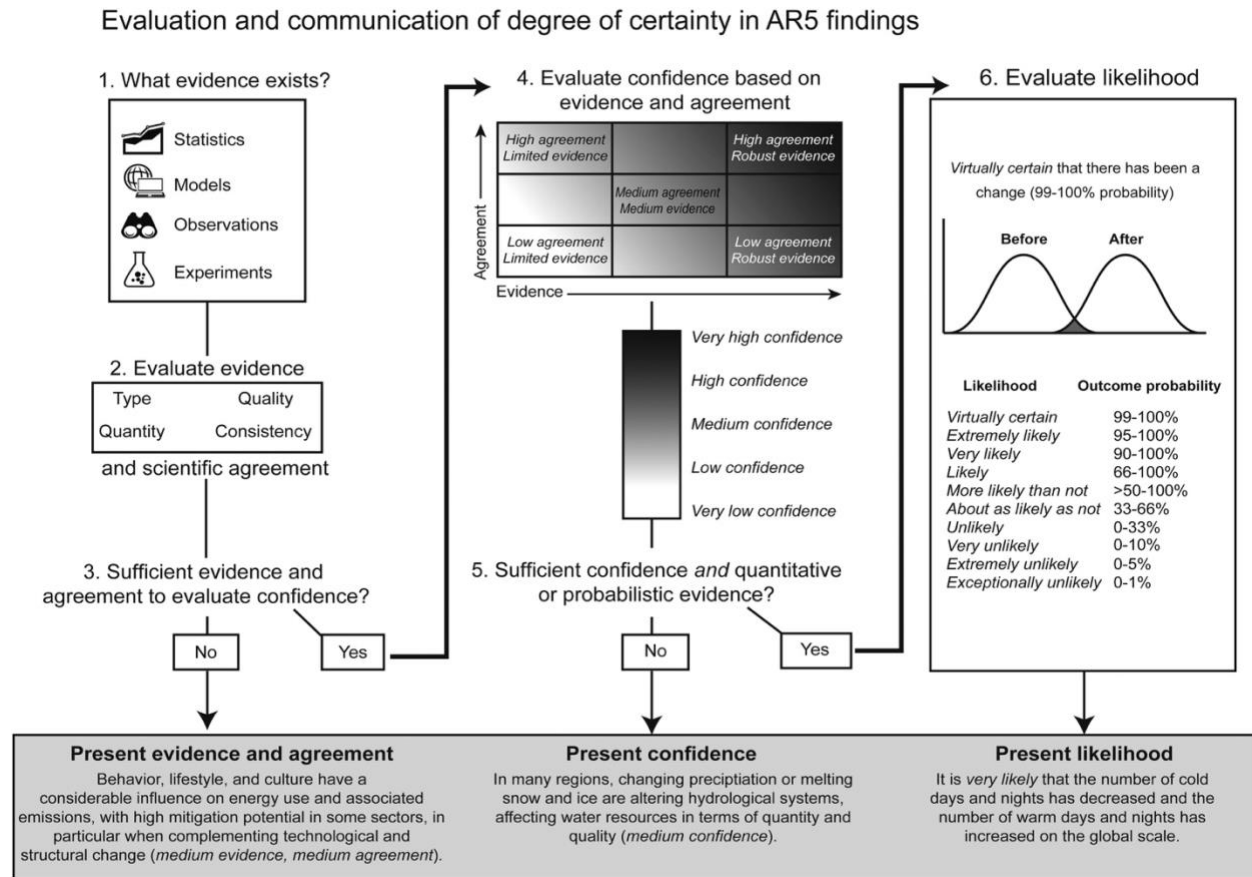 Evaluation and communication of degree of certainty in AR5 findings
1. What evidence exists?
Statistics
Models
Observations
Experiments
2. Evaluate evidence
Type Quality
Quantity Consistency
and scientific agreement
3. Sufficient evidence and
agreement to evaluate confidence?
No
Yes
4. Evaluate confidence based on
evidence and agreement
High agreement
Limited evidence
High agreement
Robust evidence
Medium agreement
Medium evidence
Low agreement
Limited evidence
Low agreement
Robust evidence
Agreement
Evidence
Very high confidence
High confidence
Medium confidence
Low confidence
Very low confidence
5. Sufficient confidence and quantitative
or probabilistic evidence?
No
Yes
6. Evaluate likelihood
Virtually certain that there has been a
change (99-100% probability)
Before After
Likelihood Outcome probability
Virtually certain 99-100%
Extremely likely 95-100%
Very likely 90-100%
Likely 66-100%
More likely than not >50-100%
About as likely as not 33-66%
Unlikely 0-33%
Very unlikely 0-10%
Extremely unlikely 0-5%
Exceptionally unlikely 0-1%
Present evidence and agreement
Behavior, lifestyle, and culture have a
considerable influence on energy use and associated
emissions, with high mitigation potential in some sectors, in
particular when complementing technological and
structural change (medium evidence, medium agreement).
Present confidence
In many regions, changing preciptiation or melting
snow and ice are altering hydrological systems,
affecting water resources in terms of quantity and
quality (medium confidence).
Present likelihood
It is very likely that the number of cold
days and nights has decreased and the
number of warm days and nights has
increased on the global scale.